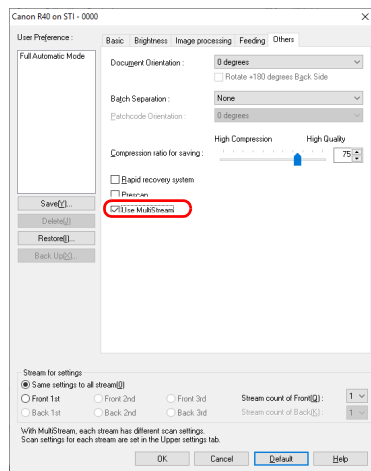 Canon R40 on STI - 0000
User Preference :
Full Automatic Mode
Save(Y)...
Delete(J)
Restore(I)...
Back Up(X)...
Basic Brightness Image processing Feeding Others
Document Orientation : 0 degrees
Rotate +180 degrees Back Side
Batch Separation : None
Patchcode Orientation : 0 degrees
High Compression High Quality
Compression ratio for saving : 75
Rapid recovery system
Prescan
Use MultiStream
Stream for settings
Same settings to all stream(0)
Front 1st Front 2nd Front 3rd Stream count of Front(Q) : 1
Back 1st Back 2nd Back 3rd Stream count of Back(K) : 1
With MultiStream, each stream has different scan settings.
Scan settings for each stream are set in the Upper settings tab.
OK Cancel Default Help